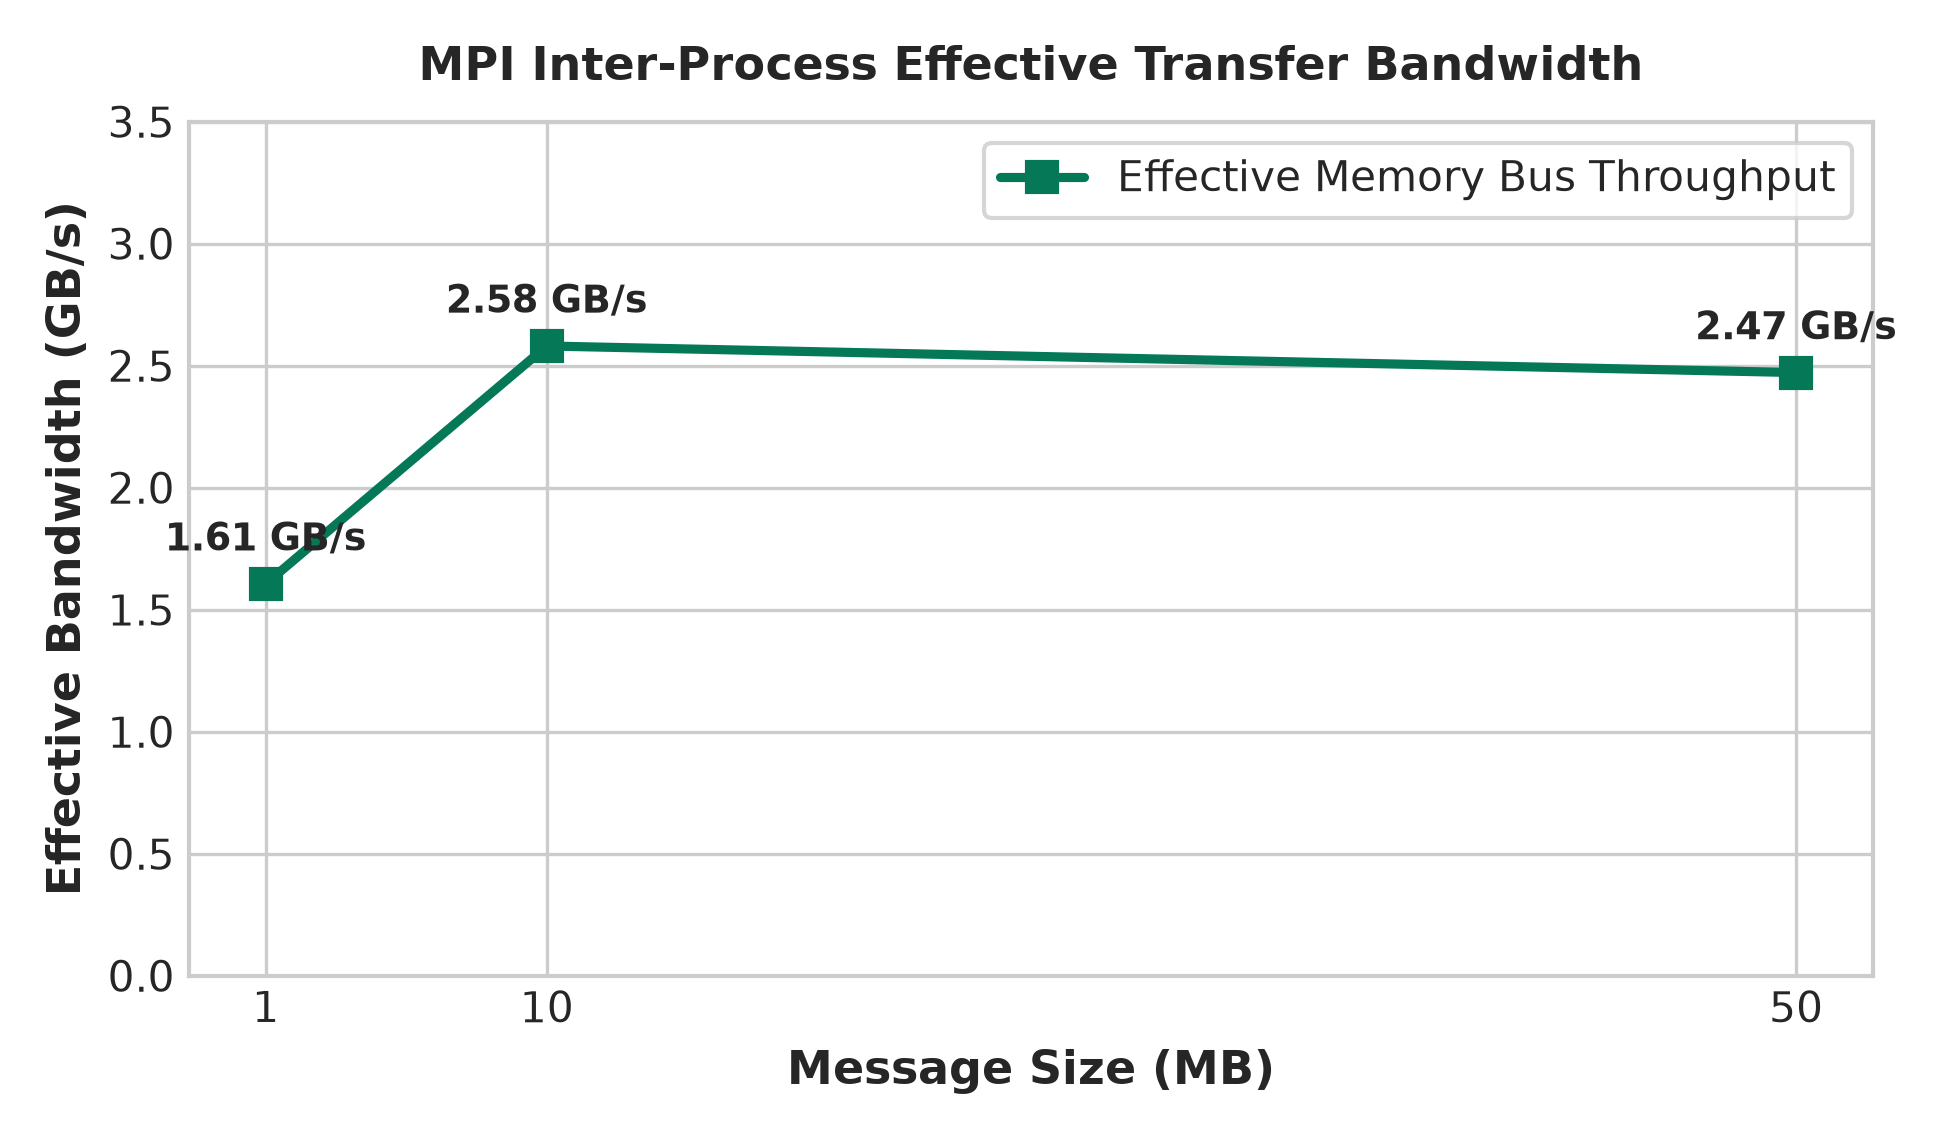 MPI Inter-Process Effective Transfer Bandwidth
Effective Bandwidth (GB/s)
3.5
3.0
2.5
2.0
1.5
1.0
0.5
0.0
Effective Memory Bus Throughput
1.61 GB/s
2.58 GB/s
2.47 GB/s
1
10
50
Message Size (MB)